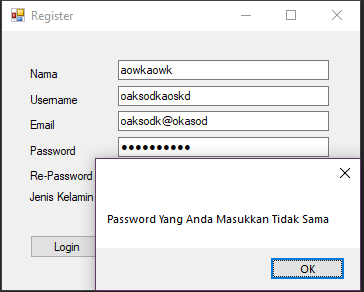 Register
Nama
aowkaowk
Username
oaksodkaoskd
Email
oaksodk@okasod
Password
••••••••••
Re-Password
Jenis Kelamin
Login
Password Yang Anda Masukkan Tidak Sama
OK